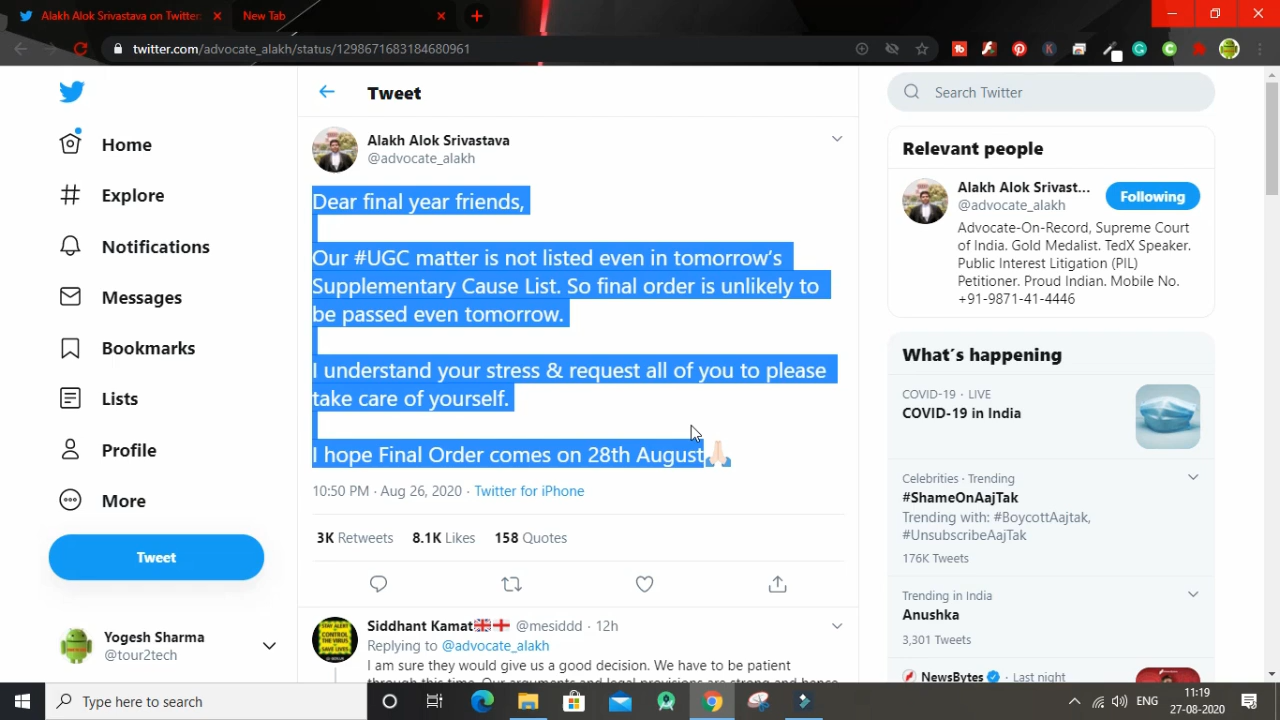 Alakh Alok Srivastava on Twitter:
New Tab
twitter.com/advocate_alakh/status/1298671683184680961
Home
Explore
Notifications
Messages
Bookmarks
Lists
Profile
More
Tweet
Yogesh Sharma
@tour2tech
Tweet
Alakh Alok Srivastava
@advocate_alakh
Dear final year friends,
Our #UGC matter is not listed even in tomorrow's
Supplementary Cause List. So final order is unlikely to
be passed even tomorrow.
I understand your stress & request all of you to please
take care of yourself.
I hope Final Order comes on 28th August🙏🏻
10:50 PM · Aug 26, 2020 · Twitter for iPhone
3K Retweets 8.1K Likes 158 Quotes
Siddhant Kamat @mesiddd · 12h
Replying to @advocate_alakh
I am sure they would give us a good decision. We have to be patient
through this time. Our arguments and legal provisions are strong and hence
Search Twitter
Relevant people
Alakh Alok Srivast...
@advocate_alakh
Following
Advocate-On-Record, Supreme Court
of India. Gold Medalist. TedX Speaker.
Public Interest Litigation (PIL)
Petitioner. Proud Indian. Mobile No.
+91-9871-41-4446
What's happening
COVID-19 · LIVE
COVID-19 in India
Celebrities · Trending
#ShameOnAajTak
Trending with: #BoycottAajtak,
#UnsubscribeAajTak
176K Tweets
Trending in India
Anushka
3,301 Tweets
NewsBytes · Last night
Type here to search
ENG
11:19
27-08-2020